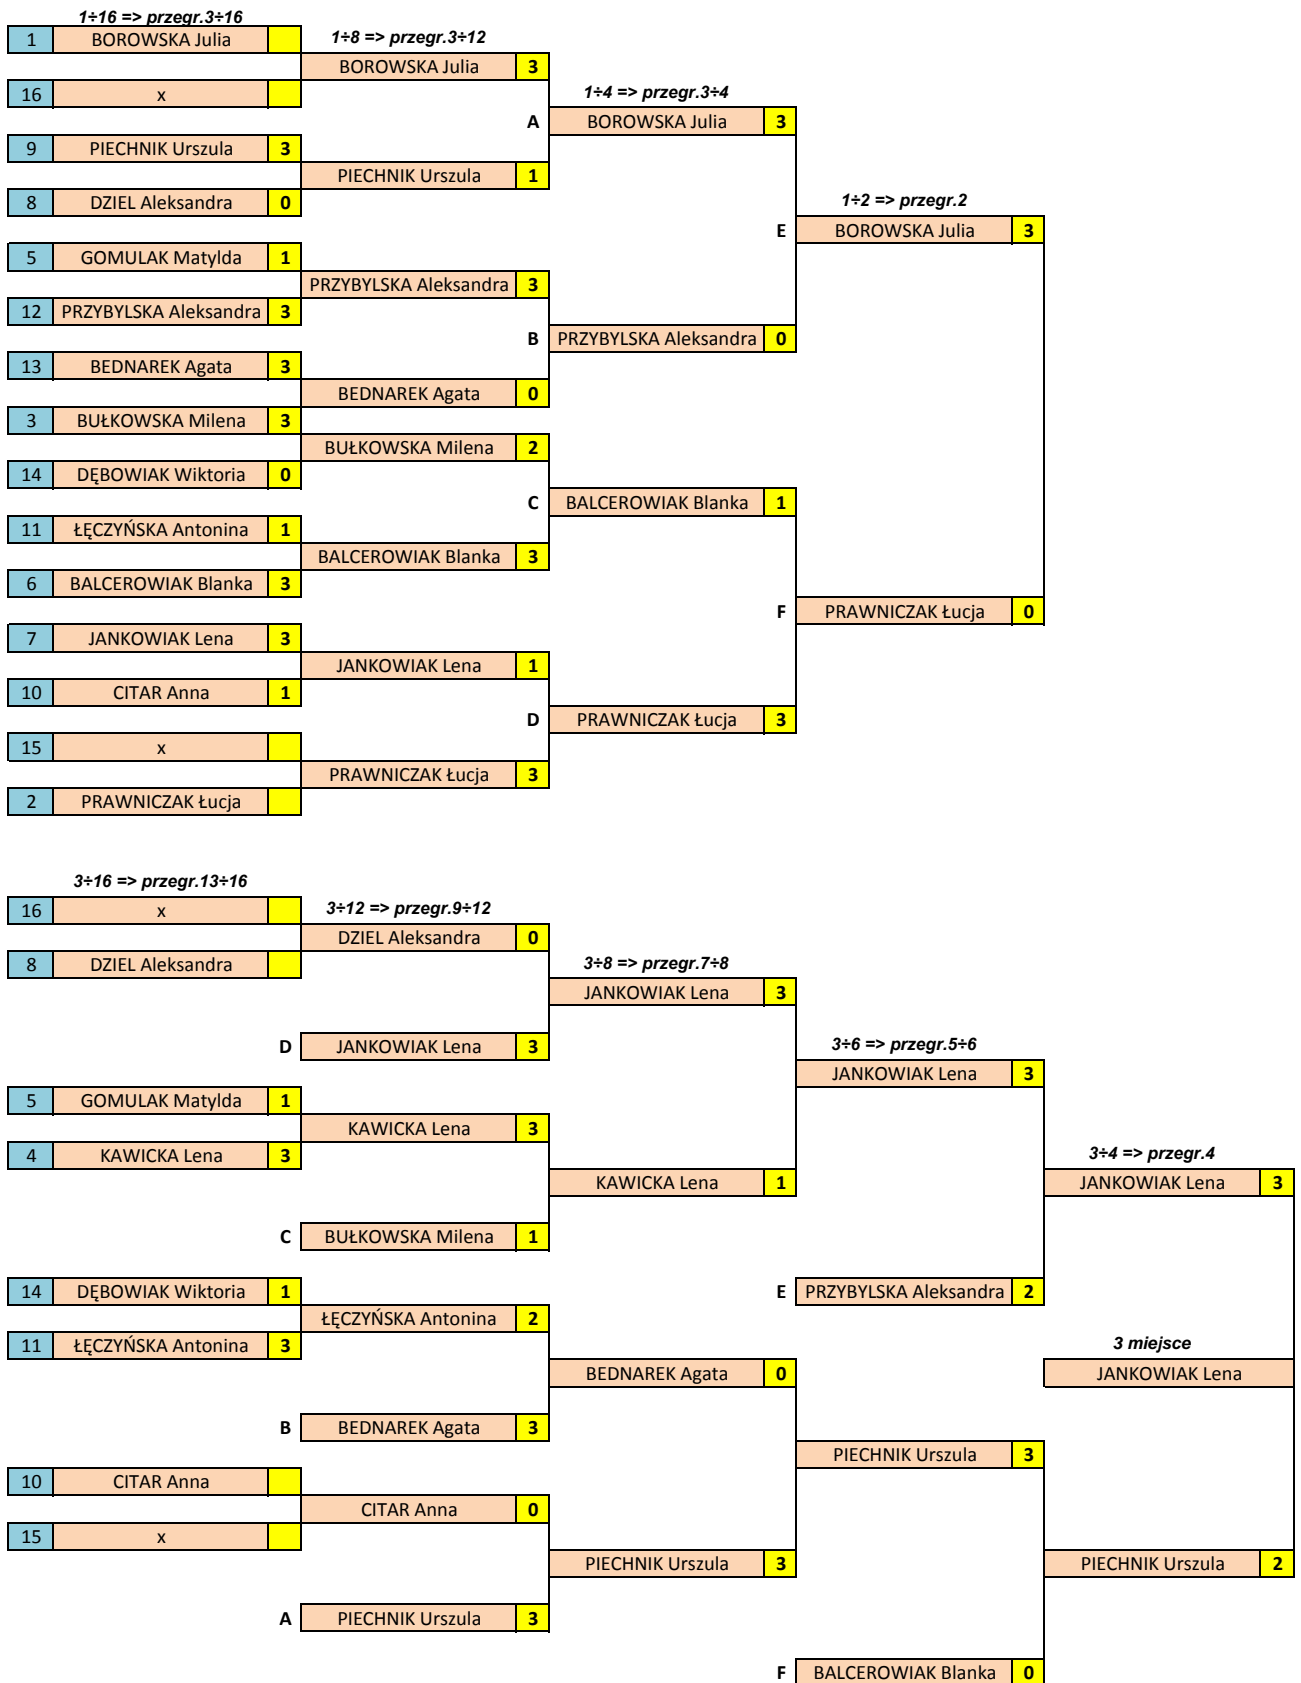 1÷16 => przegr.3÷16
1 BOROWSKA Julia
1÷8 => przegr.3÷12
BOROWSKA Julia 3
16 x
1÷4 => przegr.3÷4
A BOROWSKA Julia 3
9 PIECHNIK Urszula 3
PIECHNIK Urszula 1
8 DZIEL Aleksandra 0
1÷2 => przegr.2
E BOROWSKA Julia 3
5 GOMULAK Matylda 1
PRZYBYLSKA Aleksandra 3
12 PRZYBYLSKA Aleksandra 3
B PRZYBYLSKA Aleksandra 0
13 BEDNAREK Agata 3
BEDNAREK Agata 0
3 BUŁKOWSKA Milena 3
BUŁKOWSKA Milena 2
14 DĘBOWIAK Wiktoria 0
C BALCEROWIAK Blanka 1
11 ŁĘCZYŃSKA Antonina 1
BALCEROWIAK Blanka 3
6 BALCEROWIAK Blanka 3
F PRAWNICZAK Łucja 0
7 JANKOWIAK Lena 3
JANKOWIAK Lena 1
10 CITAR Anna 1
D PRAWNICZAK Łucja 3
15 x
PRAWNICZAK Łucja 3
2 PRAWNICZAK Łucja
3÷16 => przegr.13÷16
16 x
3÷12 => przegr.9÷12
DZIEL Aleksandra 0
8 DZIEL Aleksandra
3÷8 => przegr.7÷8
JANKOWIAK Lena 3
D JANKOWIAK Lena 3
3÷6 => przegr.5÷6
JANKOWIAK Lena 3
5 GOMULAK Matylda 1
KAWICKA Lena 3
4 KAWICKA Lena 3
3÷4 => przegr.4
KAWICKA Lena 1
JANKOWIAK Lena 3
C BUŁKOWSKA Milena 1
14 DĘBOWIAK Wiktoria 1
E PRZYBYLSKA Aleksandra 2
ŁĘCZYŃSKA Antonina 2
11 ŁĘCZYŃSKA Antonina 3
3 miejsce
BEDNAREK Agata 0
JANKOWIAK Lena
B BEDNAREK Agata 3
PIECHNIK Urszula 3
10 CITAR Anna
CITAR Anna 0
15 x
PIECHNIK Urszula 3
PIECHNIK Urszula 2
A PIECHNIK Urszula 3
F BALCEROWIAK Blanka 0